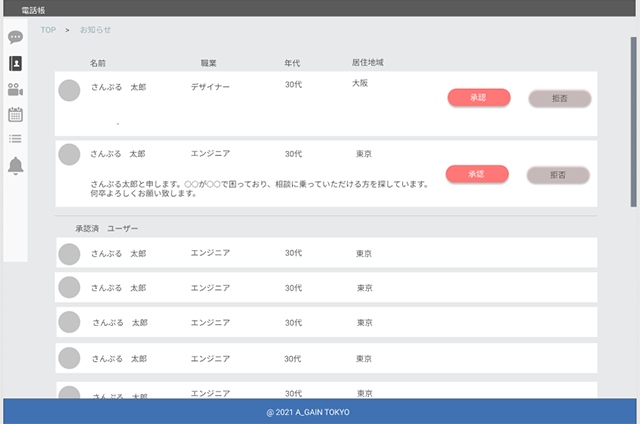 電話帳
TOP > お知らせ
名前 職業 年代 居住地域
さんぷる 太郎 デザイナー 30代 大阪 承認 拒否
-
さんぷる 太郎 エンジニア 30代 東京 承認 拒否
さんぷる太郎と申します。○○が○○で困っており、相談に乗っていただける方を探しています。
何卒よろしくお願い致します。
承認済 ユーザー
さんぷる 太郎 エンジニア 30代 東京
さんぷる 太郎 エンジニア 30代 東京
さんぷる 太郎 エンジニア 30代 東京
さんぷる 太郎 エンジニア 30代 東京
さんぷる 太郎 エンジニア 30代 東京
@ 2021 A_GAIN TOKYO